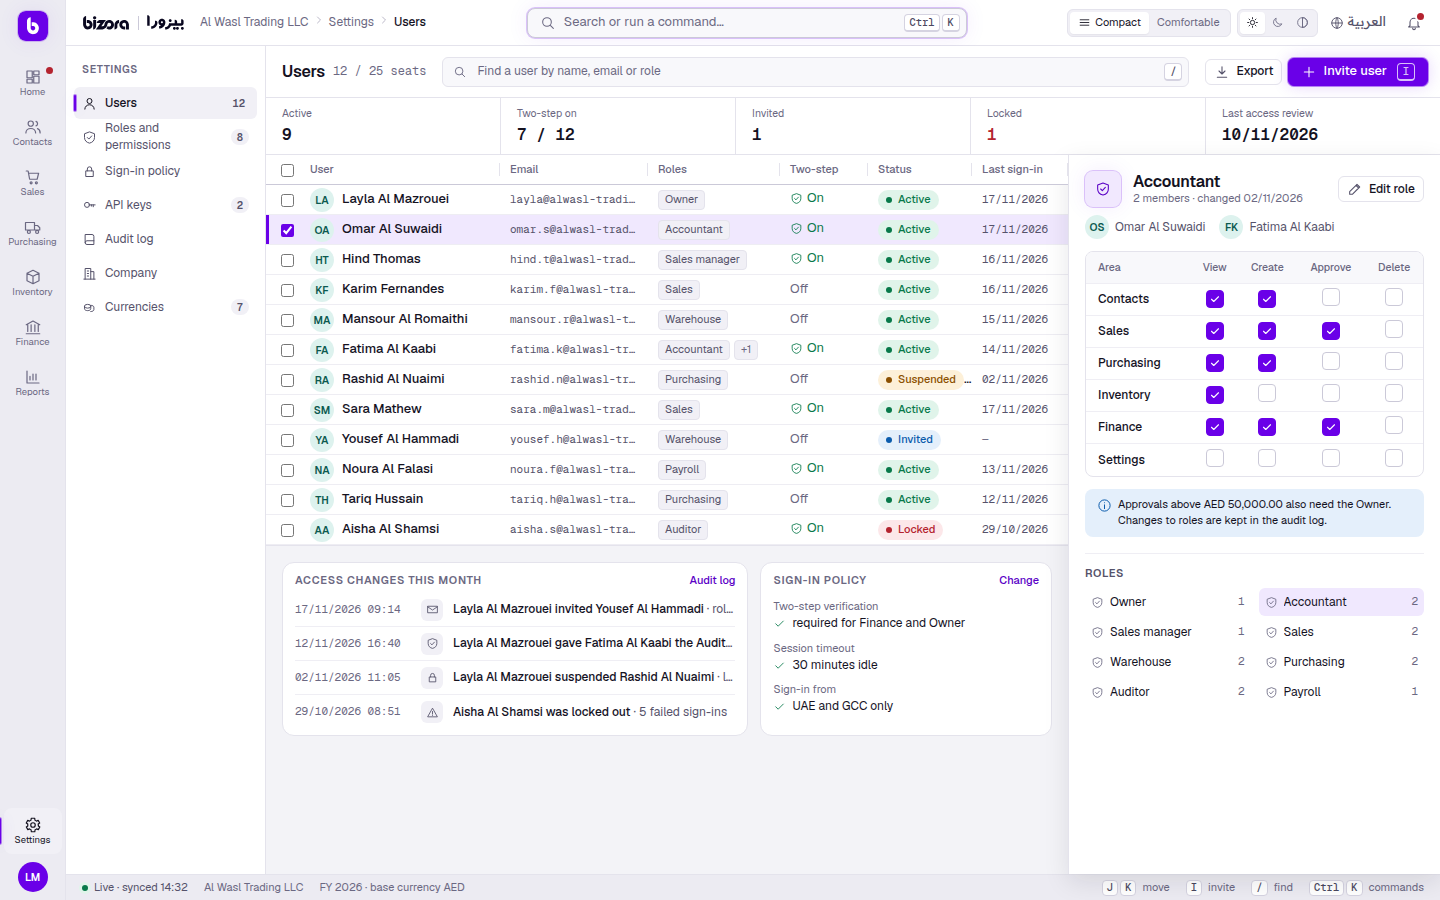 bizora | بيزورا
Al Wasl Trading LLC > Settings > Users
Search or run a command...
Ctrl K
Compact Comfortable
العربية
Home
Contacts
Sales
Purchasing
Inventory
Finance
Reports
Settings
LM
SETTINGS
Users 12
Roles and permissions 8
Sign-in policy
API keys 2
Audit log
Company
Currencies 7
Users 12 / 25 seats
Find a user by name, email or role /
Export
Invite user I
Active
9
Two-step on
7 / 12
Invited
1
Locked
1
Last access review
10/11/2026
User Email Roles Two-step Status Last sign-in
LA Layla Al Mazrouei layla@alwasl-tradi… Owner On Active 17/11/2026
OA Omar Al Suwaidi omar.s@alwasl-trad… Accountant On Active 17/11/2026
HT Hind Thomas hind.t@alwasl-trad… Sales manager On Active 16/11/2026
KF Karim Fernandes karim.f@alwasl-tra… Sales Off Active 16/11/2026
MA Mansour Al Romaithi mansour.r@alwasl-t… Warehouse Off Active 15/11/2026
FA Fatima Al Kaabi fatima.k@alwasl-tr… Accountant +1 On Active 14/11/2026
RA Rashid Al Nuaimi rashid.n@alwasl-tr… Purchasing Off Suspended … 02/11/2026
SM Sara Mathew sara.m@alwasl-trad… Sales On Active 17/11/2026
YA Yousef Al Hammadi yousef.h@alwasl-tr… Warehouse Off Invited –
NA Noura Al Falasi noura.f@alwasl-tra… Payroll On Active 13/11/2026
TH Tariq Hussain tariq.h@alwasl-tra… Purchasing Off Active 12/11/2026
AA Aisha Al Shamsi aisha.s@alwasl-tra… Auditor On Locked 29/10/2026
ACCESS CHANGES THIS MONTH Audit log
17/11/2026 09:14 Layla Al Mazrouei invited Yousef Al Hammadi · rol…
12/11/2026 16:40 Layla Al Mazrouei gave Fatima Al Kaabi the Audit…
02/11/2026 11:05 Layla Al Mazrouei suspended Rashid Al Nuaimi · L…
29/10/2026 08:51 Aisha Al Shamsi was locked out · 5 failed sign-ins
SIGN-IN POLICY Change
Two-step verification
required for Finance and Owner
Session timeout
30 minutes idle
Sign-in from
UAE and GCC only
Accountant
2 members · changed 02/11/2026
Edit role
OS Omar Al Suwaidi FK Fatima Al Kaabi
Area View Create Approve Delete
Contacts
Sales
Purchasing
Inventory
Finance
Settings
Approvals above AED 50,000.00 also need the Owner.
Changes to roles are kept in the audit log.
ROLES
Owner 1 Accountant 2
Sales manager 1 Sales 2
Warehouse 2 Purchasing 2
Auditor 2 Payroll 1
Live · synced 14:32 Al Wasl Trading LLC FY 2026 · base currency AED
J K move I invite / find Ctrl K commands